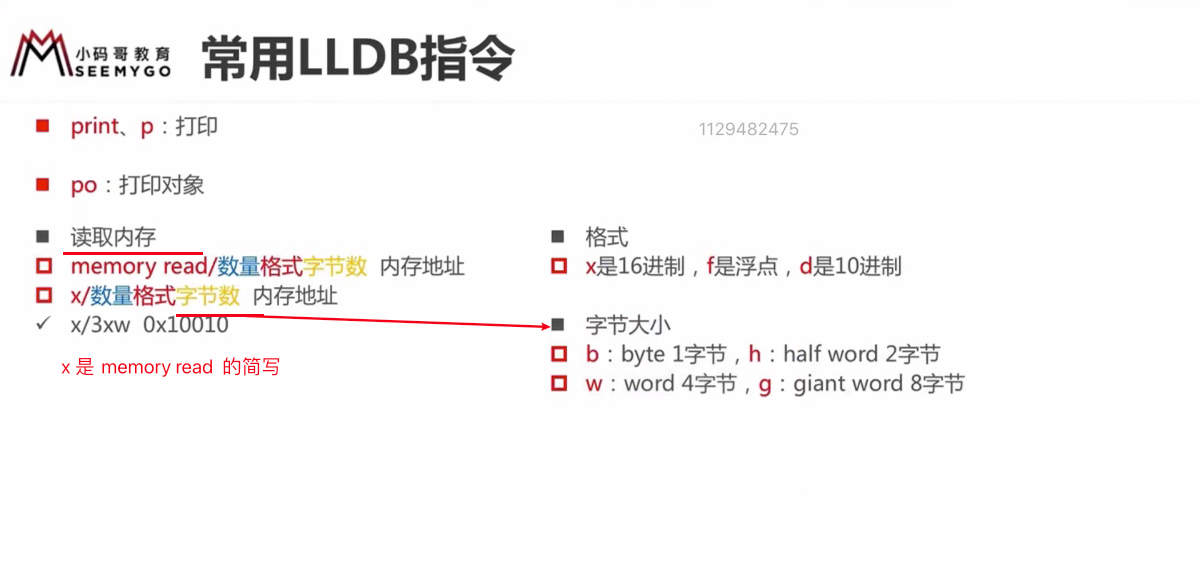 小码哥教育
SEEMYGO
常用LLDB指令
print、p：打印
1129482475
po：打印对象
读取内存
memory read/数量格式字节数 内存地址
x/数量格式字节数 内存地址
x/3xw 0x10010
x 是 memory read 的简写
格式
x是16进制，f是浮点，d是10进制
字节大小
b：byte 1字节，h：half word 2字节
w：word 4字节，g：giant word 8字节